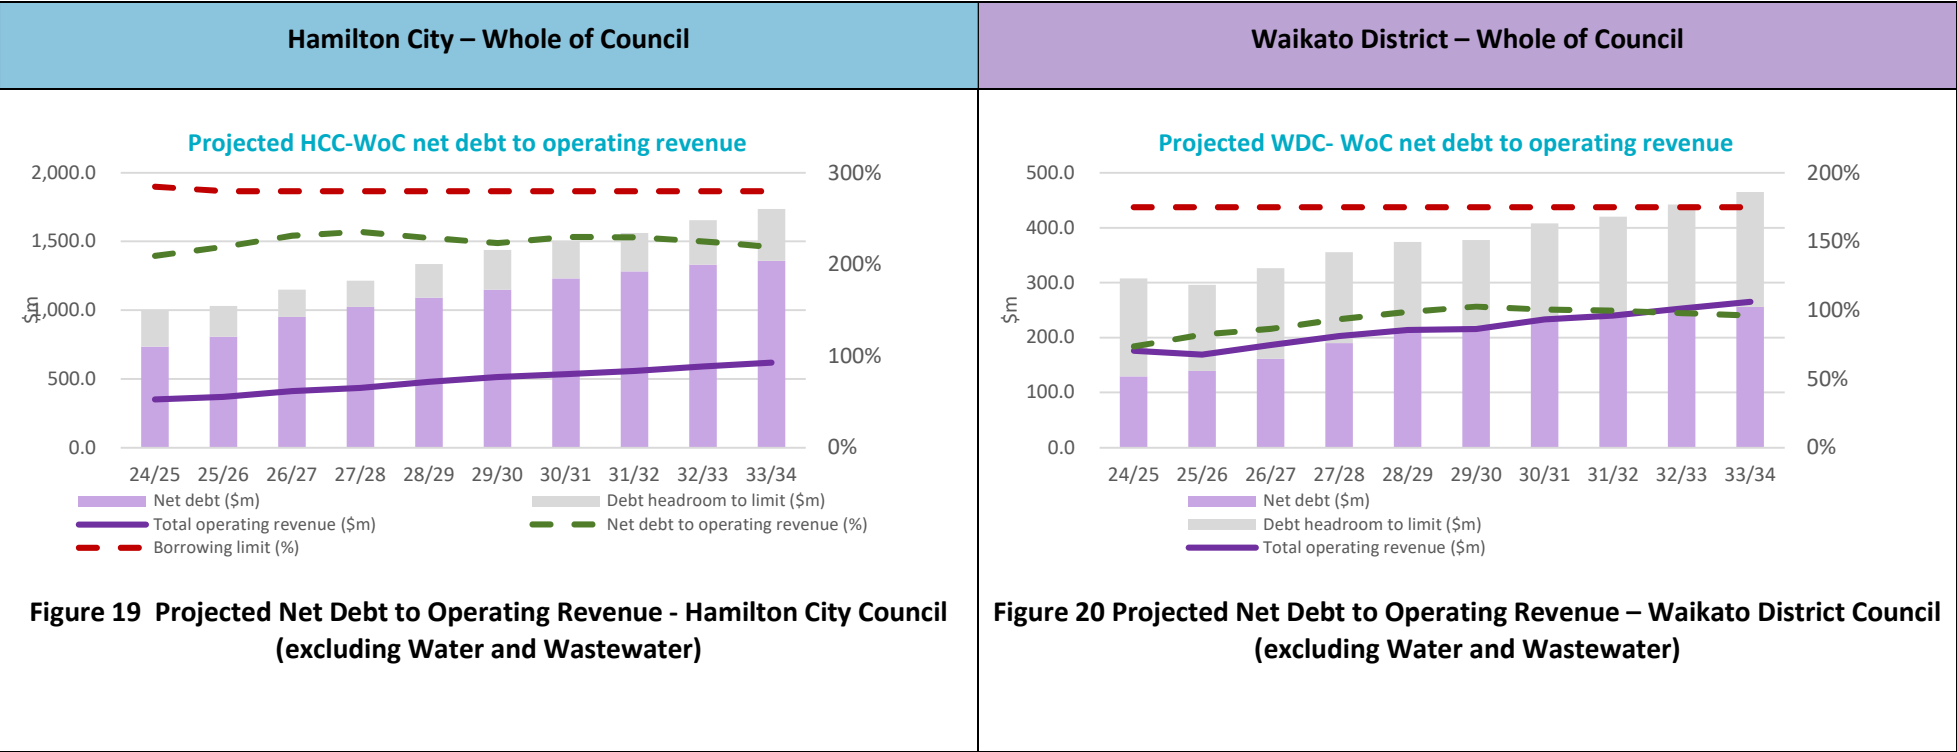 Hamilton City – Whole of Council
Waikato District – Whole of Council
Projected HCC-WoC net debt to operating revenue
2,000.0
1,500.0
1,000.0
500.0
0.0
$m
300%
200%
100%
0%
24/25 25/26 26/27 27/28 28/29 29/30 30/31 31/32 32/33 33/34
Net debt ($m)
Debt headroom to limit ($m)
Total operating revenue ($m)
Net debt to operating revenue (%)
Borrowing limit (%)
Figure 19 Projected Net Debt to Operating Revenue - Hamilton City Council
(excluding Water and Wastewater)
Projected WDC- WoC net debt to operating revenue
500.0
400.0
300.0
200.0
100.0
0.0
$m
200%
150%
100%
50%
0%
24/25 25/26 26/27 27/28 28/29 29/30 30/31 31/32 32/33 33/34
Net debt ($m)
Debt headroom to limit ($m)
Total operating revenue ($m)
Figure 20 Projected Net Debt to Operating Revenue – Waikato District Council
(excluding Water and Wastewater)